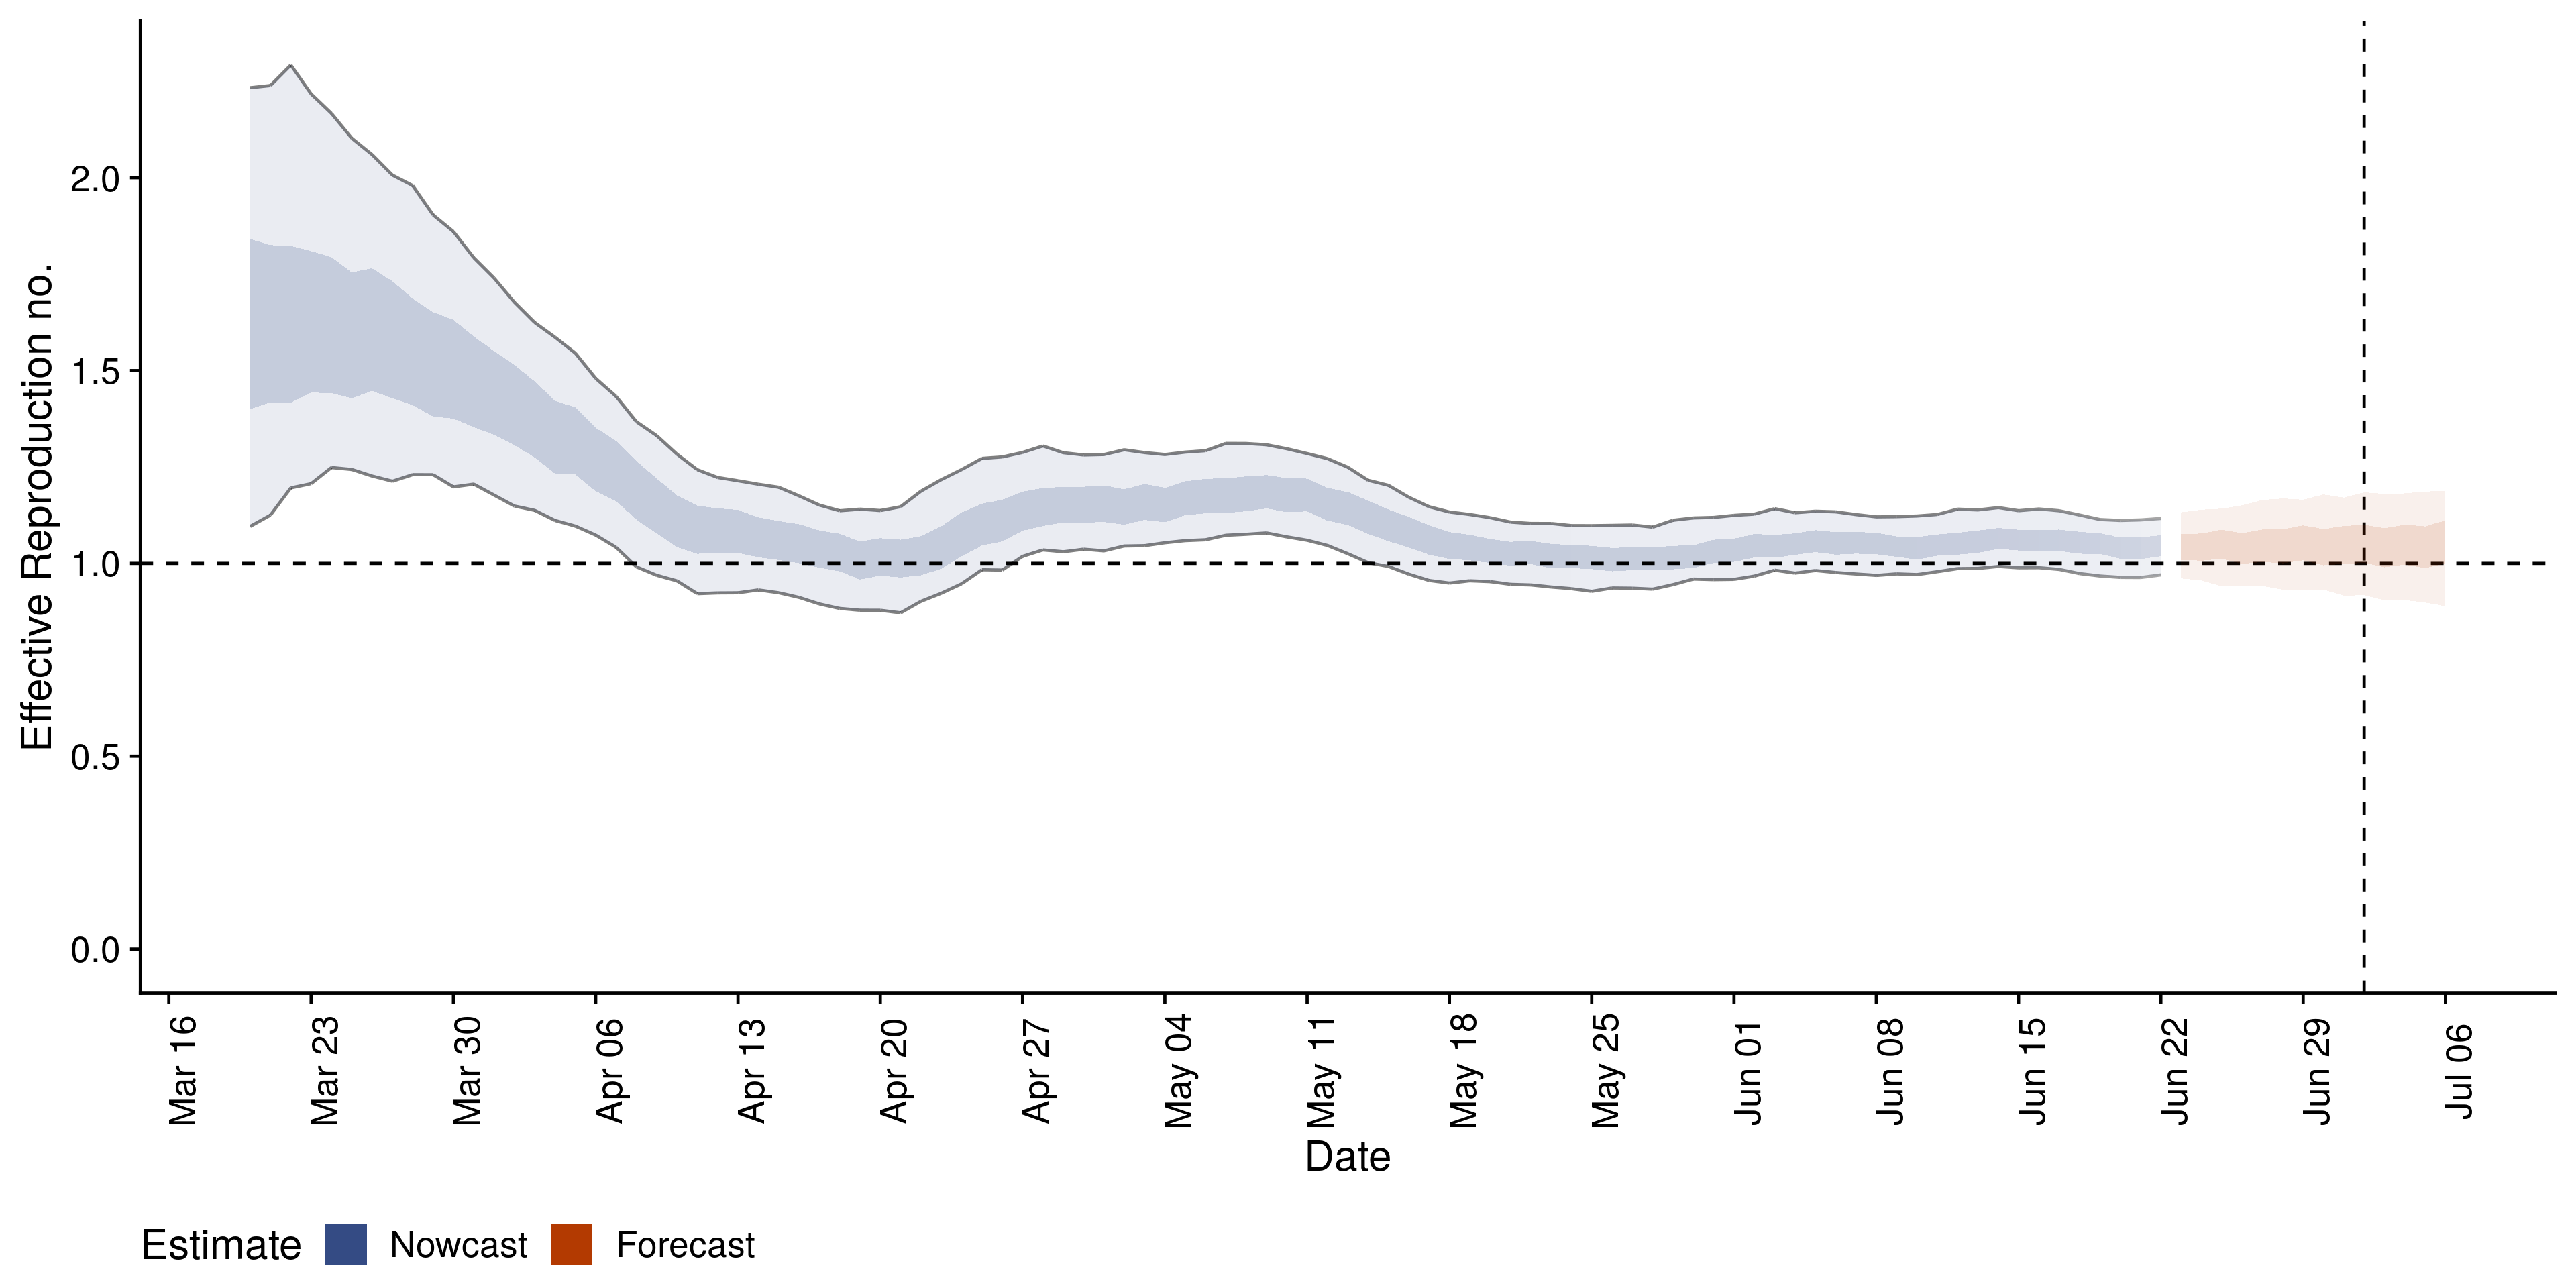 Effective Reproduction no.
2.0
1.5
1.0
0.5
0.0
Mar 16
Mar 23
Mar 30
Apr 06
Apr 13
Apr 20
Apr 27
May 04
May 11
May 18
May 25
Jun 01
Jun 08
Jun 15
Jun 22
Jun 29
Jul 06
Date
Estimate Nowcast Forecast